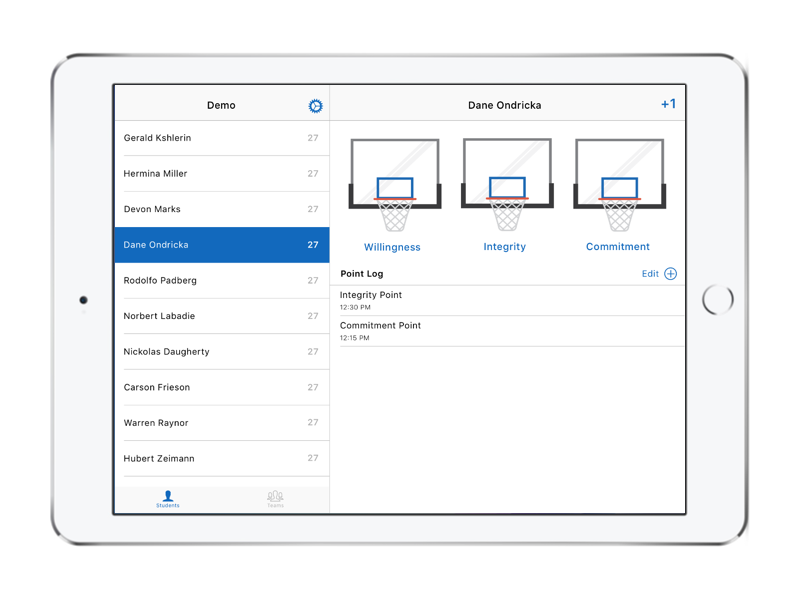 Demo
Gerald Kshlerin 27
Hermina Miller 27
Devon Marks 27
Dane Ondricka 27
Rodolfo Padberg 27
Norbert Labadie 27
Nickolas Daugherty 27
Carson Frieson 27
Warren Raynor 27
Hubert Zeimann 27
Students Teams
Dane Ondricka +1
Willingness Integrity Commitment
Point Log Edit
Integrity Point
12:30 PM
Commitment Point
12:15 PM